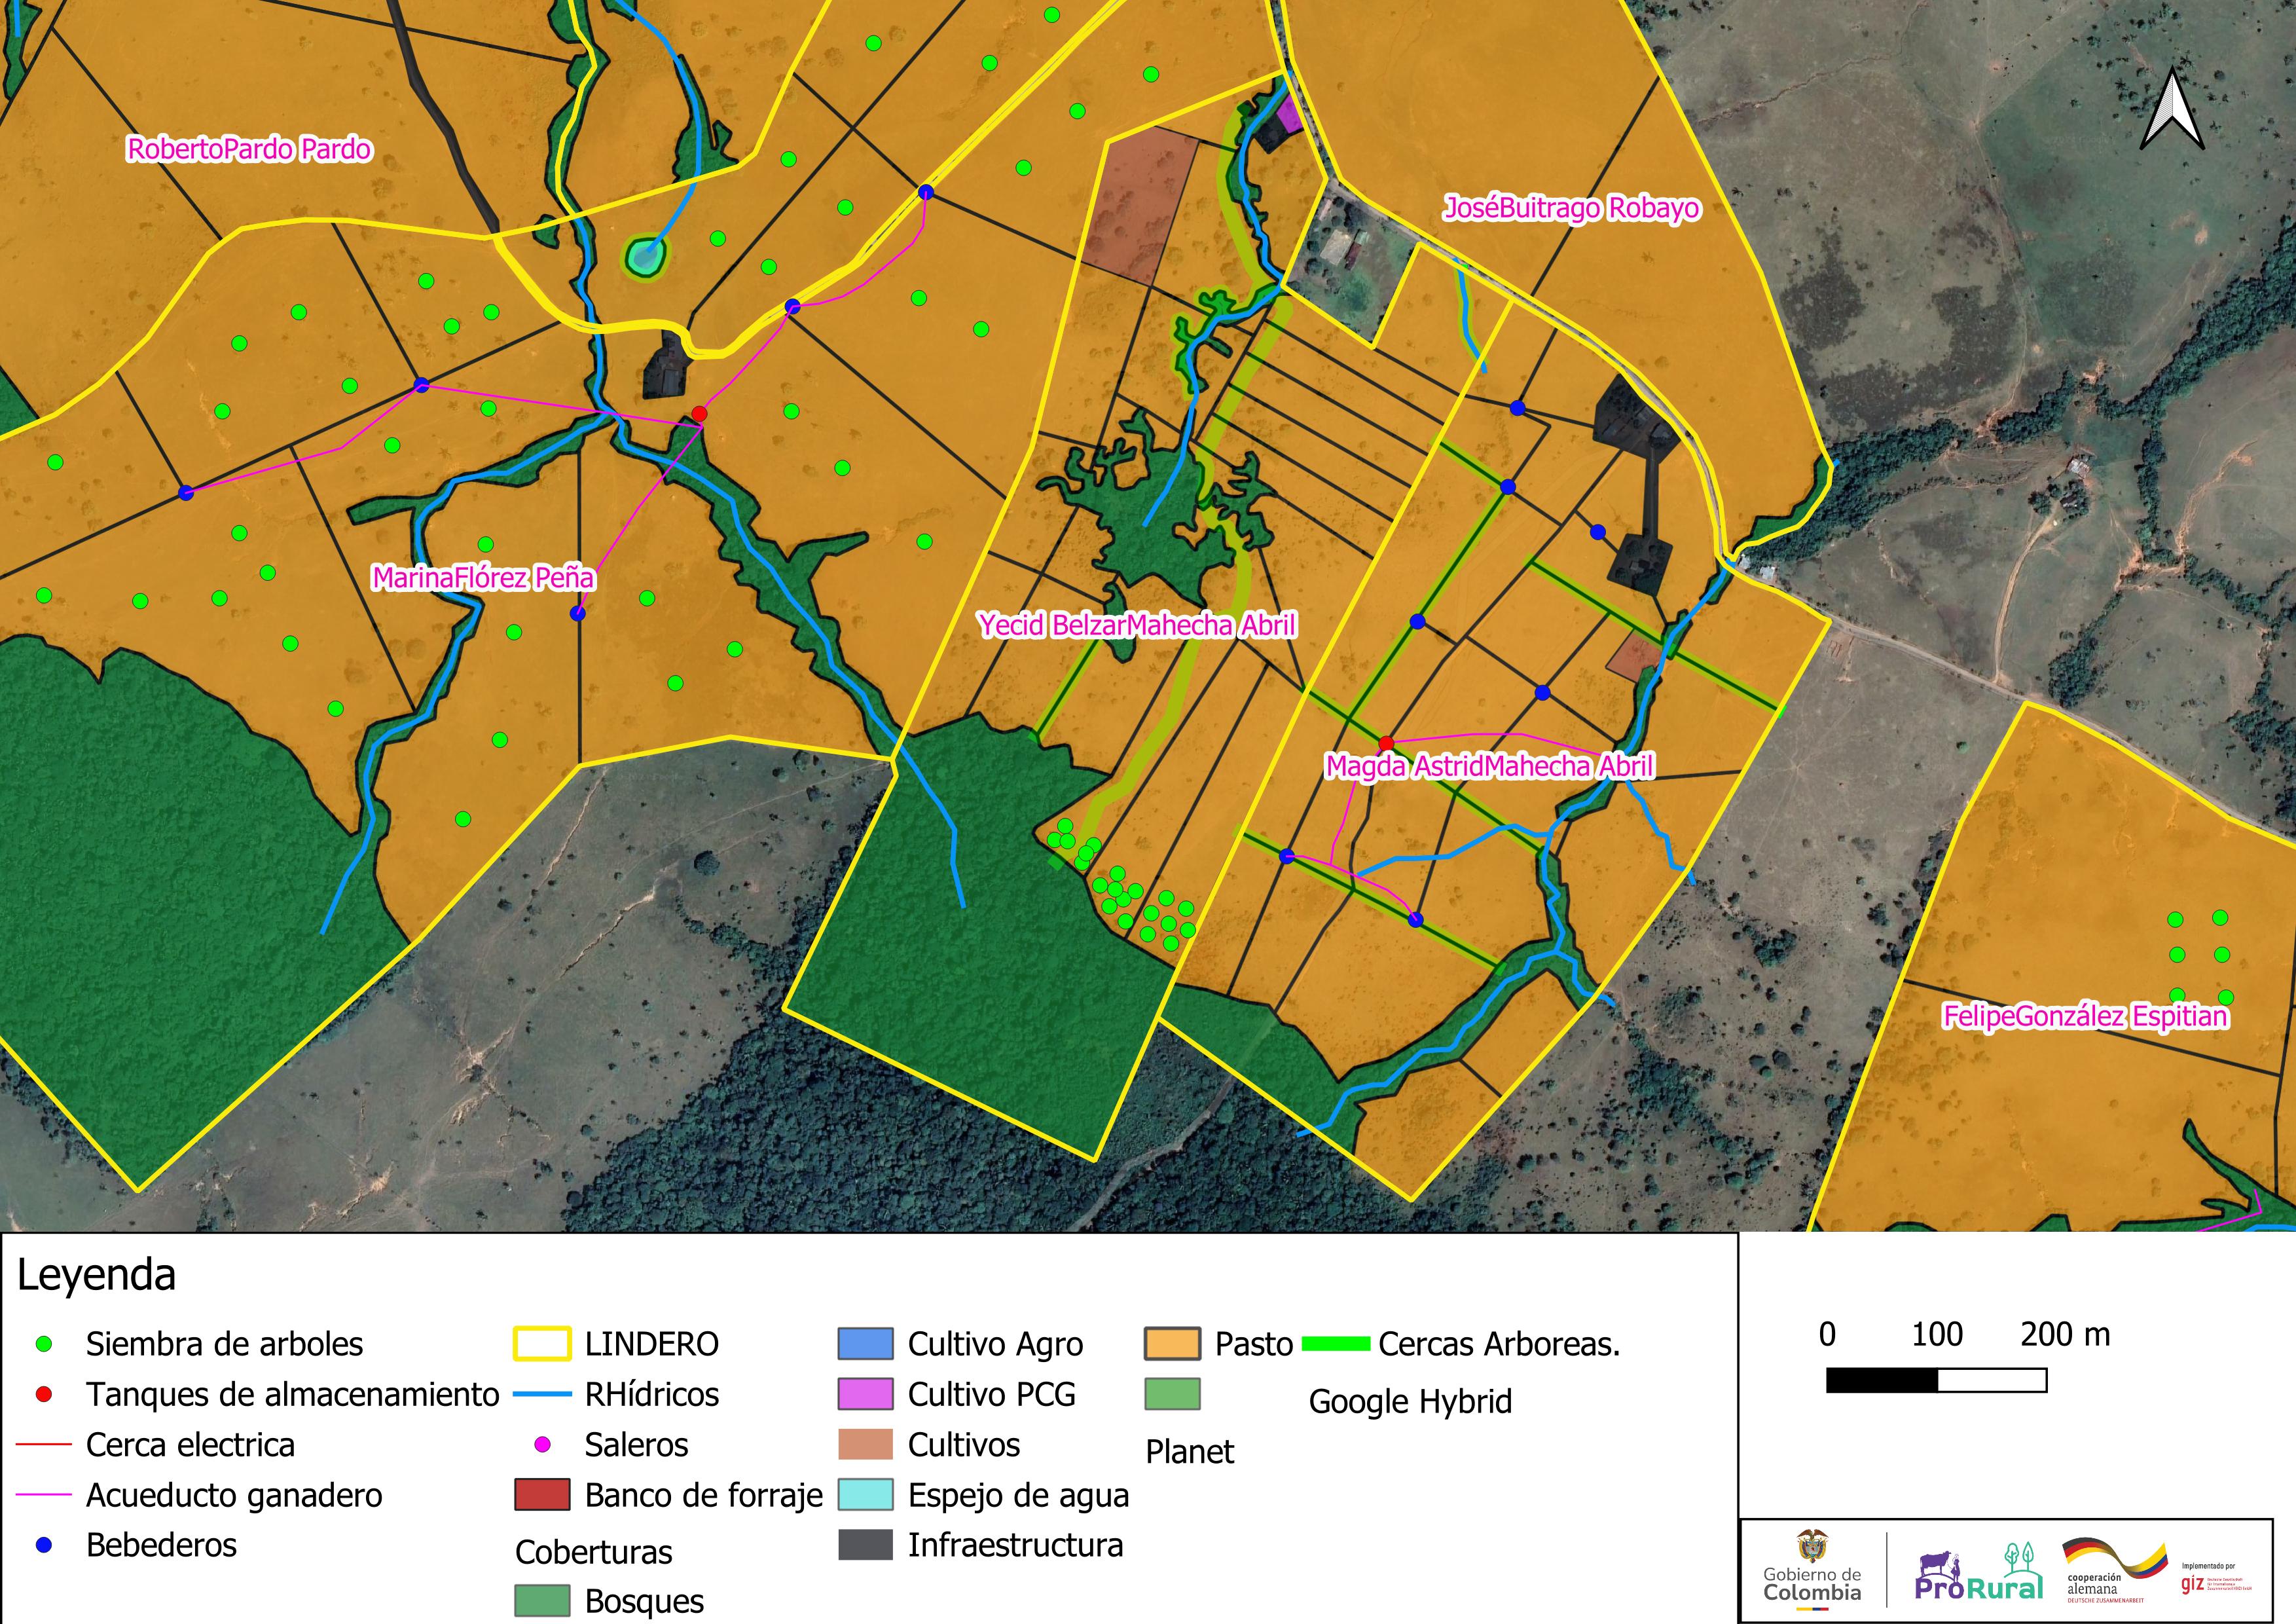 RobertoPardo Pardo
JoséBuitrago Robayo
MarinaFlórez Peña
Yecid BelzarMahecha Abril
Magda AstridMahecha Abril
FelipeGonzález Espitian
Leyenda
Siembra de arboles
Tanques de almacenamiento
Cerca electrica
Acueducto ganadero
Bebederos
LINDERO
RHídricos
Saleros
Banco de forraje
Coberturas
Bosques
Cultivo Agro
Cultivo PCG
Cultivos
Espejo de agua
Infraestructura
Pasto
Planet
Cercas Arboreas.
Google Hybrid
0 100 200 m
Gobierno de
Colombia
ProRural
cooperación
alemana
DEUTSCHE ZUSAMMENARBEIT
Implementado por
giz